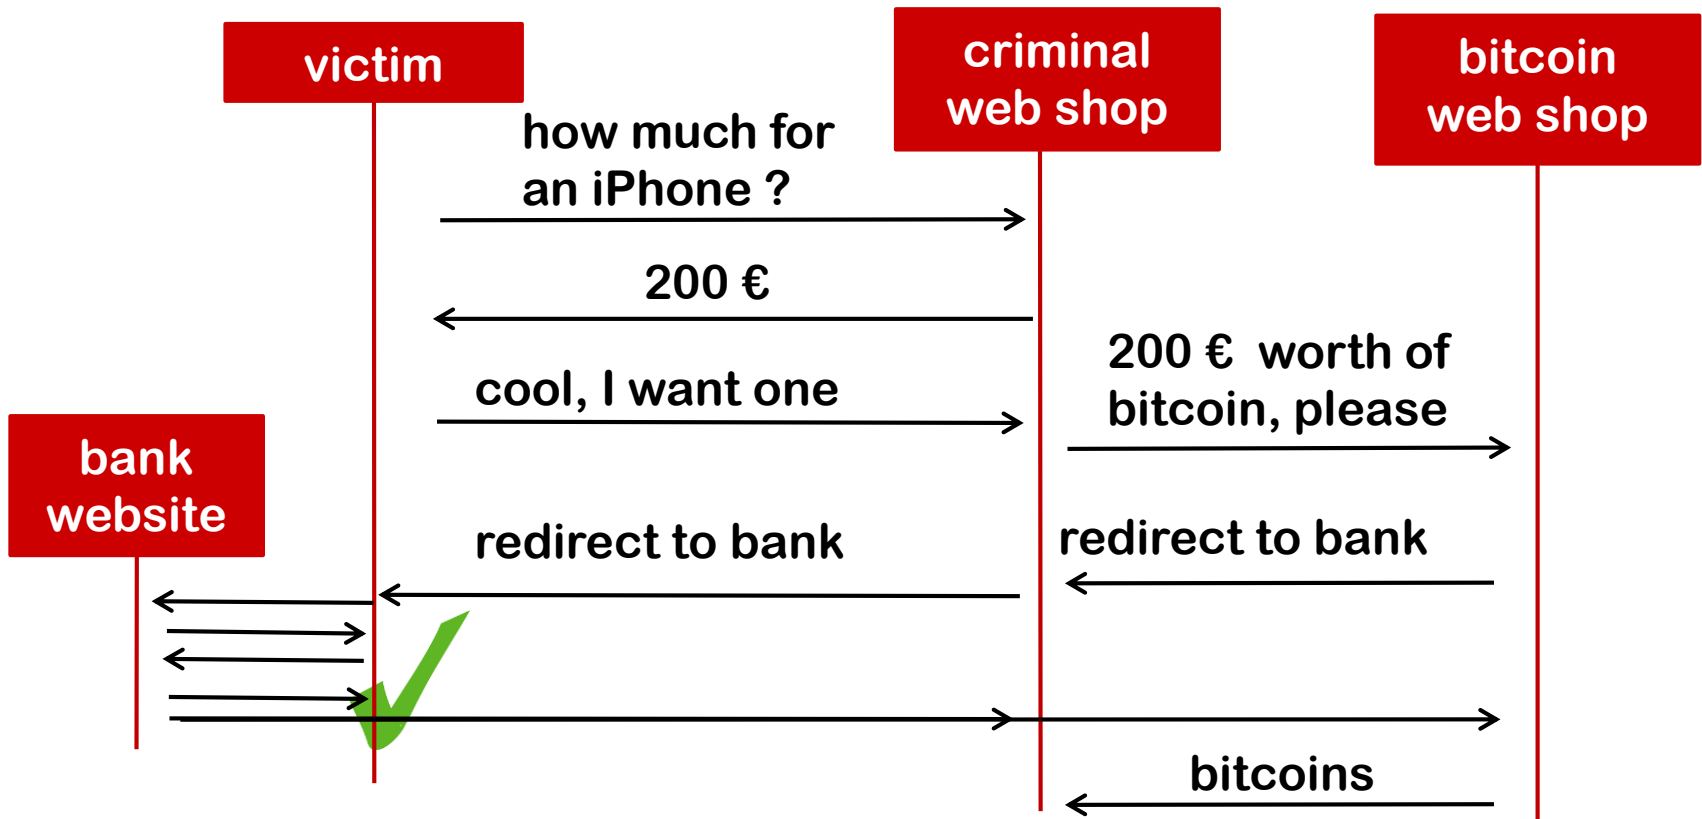 victim
criminal
web shop
bitcoin
web shop
how much for
an iPhone ?
200 €
200 € worth of
bitcoin, please
cool, I want one
bank
website
redirect to bank
redirect to bank
bitcoins